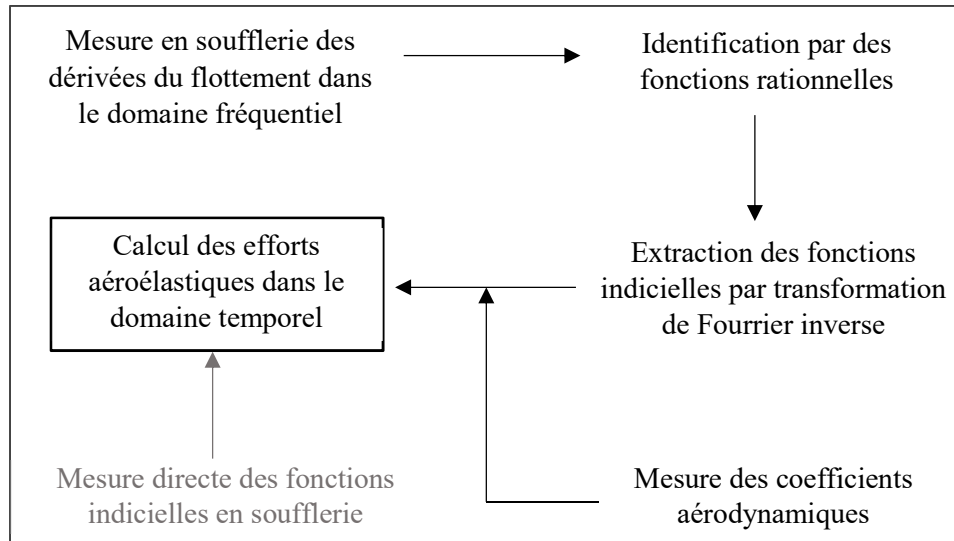 Mesure en soufflerie des
dérivées du flottement dans
le domaine fréquentiel
Identification par des
fonctions rationnelles
Extraction des fonctions
indicielles par transformation
de Fourrier inverse
Calcul des efforts
aéroélastiques dans le
domaine temporel
Mesure directe des fonctions
indicielles en soufflerie
Mesure des coefficients
aérodynamiques